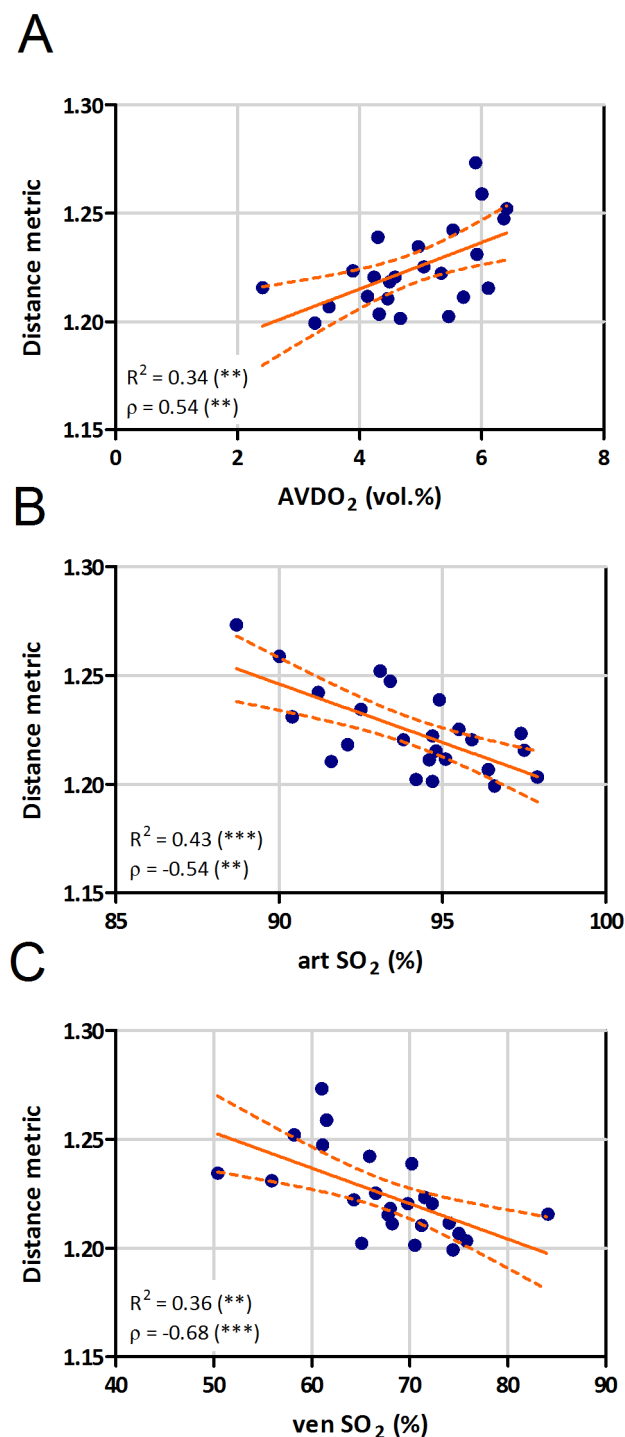 A
1.30
1.25
1.20
1.15
Distance metric
R² = 0.34 (**)
ρ = 0.54 (**)
0 2 4 6 8
AVDO₂ (vol.%)
B
1.30
1.25
1.20
1.15
Distance metric
R² = 0.43 (***)
ρ = -0.54 (**)
85 90 95 100
art SO₂ (%)
C
1.30
1.25
1.20
1.15
Distance metric
R² = 0.36 (**)
ρ = -0.68 (***)
40 50 60 70 80 90
ven SO₂ (%)